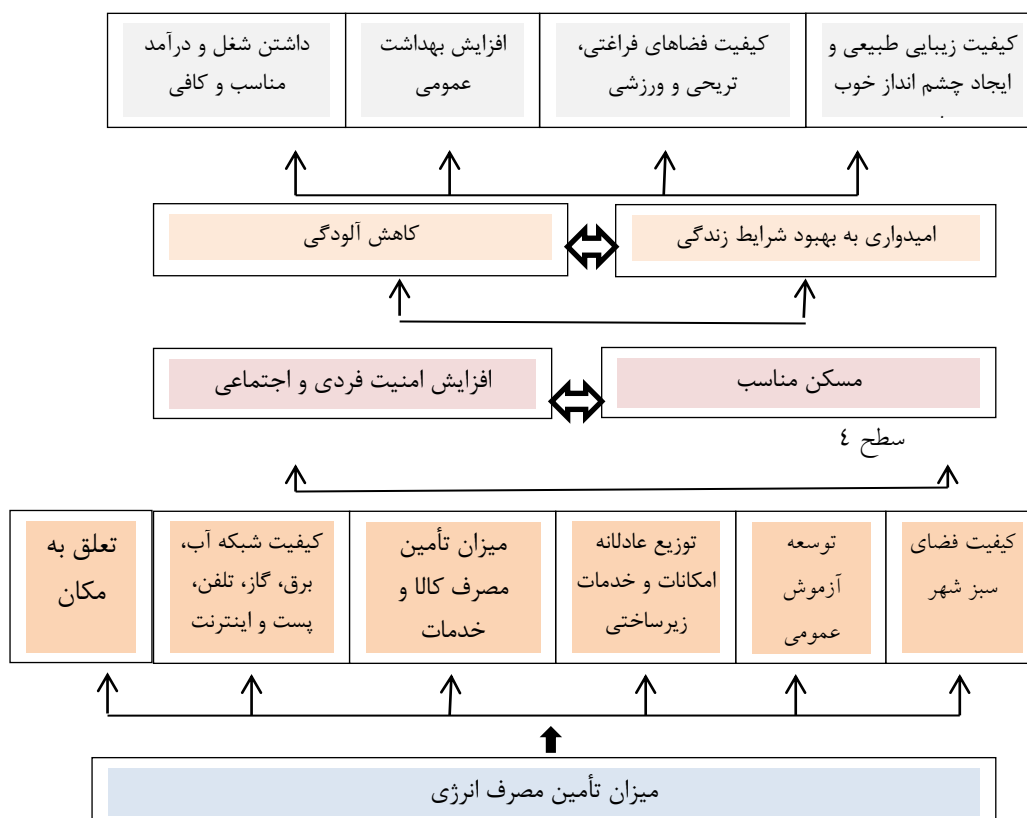 کیفیت زیبایی طبیعی و
ایجاد چشم انداز خوب
کیفیت فضاهای فراغتی،
تریحی و ورزشی
افزایش بهداشت
عمومی
داشتن شغل و درآمد
مناسب و کافی
امیدواری به بهبود شرایط زندگی
کاهش آلودگی
مسکن مناسب
افزایش امنیت فردی و اجتماعی
سطح ٤
کیفیت فضای
سبز شهر
توسعه
آزموش
عمومی
توزیع عادلانه
امکانات و خدمات
زیرساختی
میزان تأمین
مصرف کالا و
خدمات
کیفیت شبکه آب،
برق، گاز، تلفن،
پست و اینترنت
تعلق به
مکان
میزان تأمین مصرف انرژی